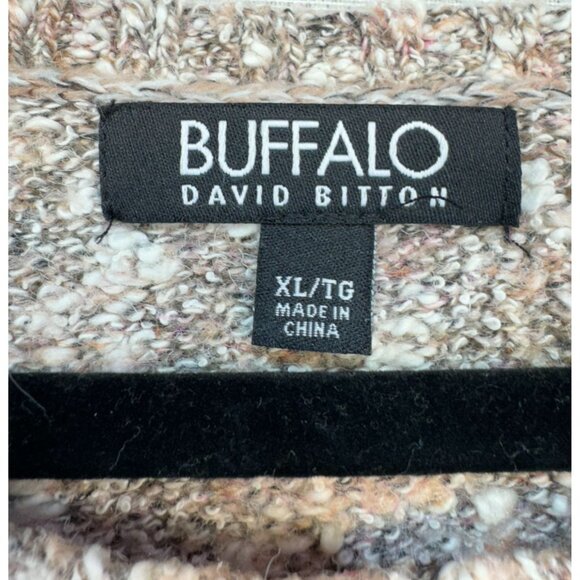 BUFFALO
DAVID BITTON
XL/TG
MADE IN
CHINA